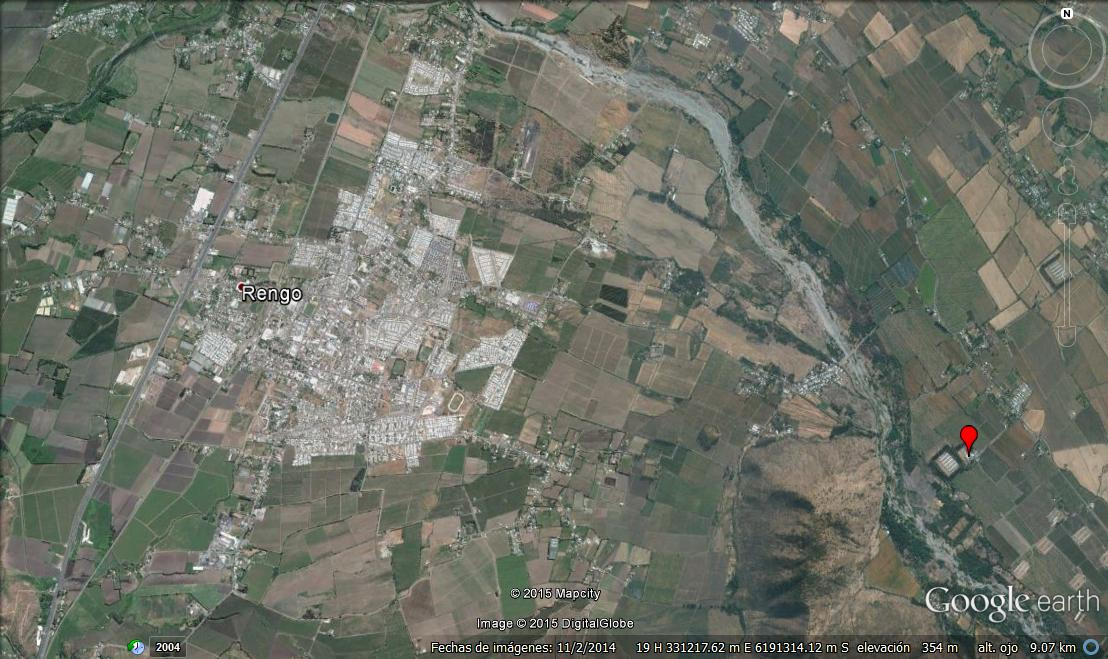 N
Rengo
© 2015 Mapcity
Google earth
Image © 2015 DigitalGlobe
2004
Fechas de imágenes: 11/2/2014 19 H 331217.62 m E 6191314.12 m S elevación 354 m alt. ojo 9.07 km